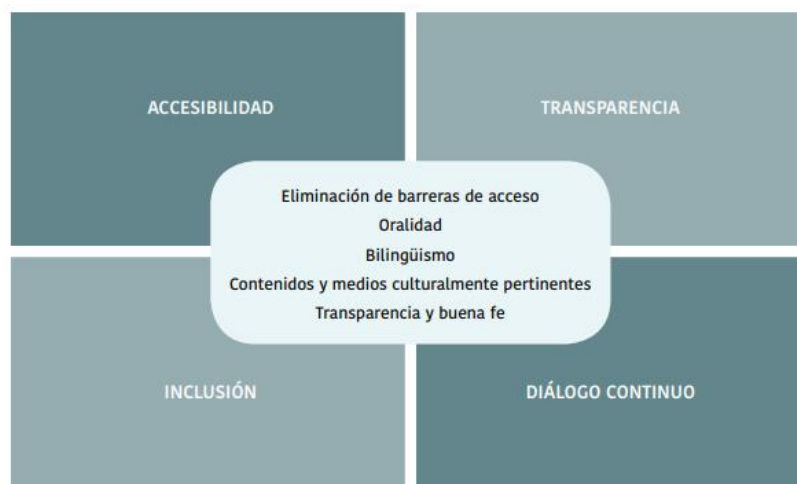 ACCESIBILIDAD
TRANSPARENCIA
Eliminación de barreras de acceso
Oralidad
Bilingüismo
Contenidos y medios culturalmente pertinentes
Transparencia y buena fe
INCLUSIÓN
DIÁLOGO CONTINUO